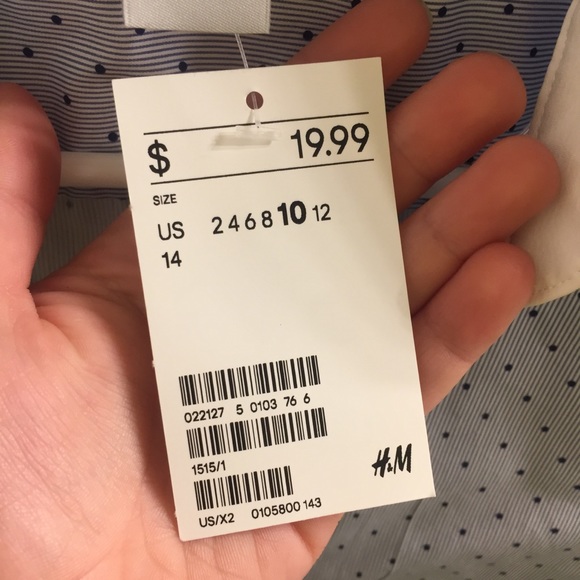 $ 19.99
SIZE
US 2 4 6 8 10 12
14
022127 5 0103 76 6
1515/1
H&M
US/X2 0105800 143